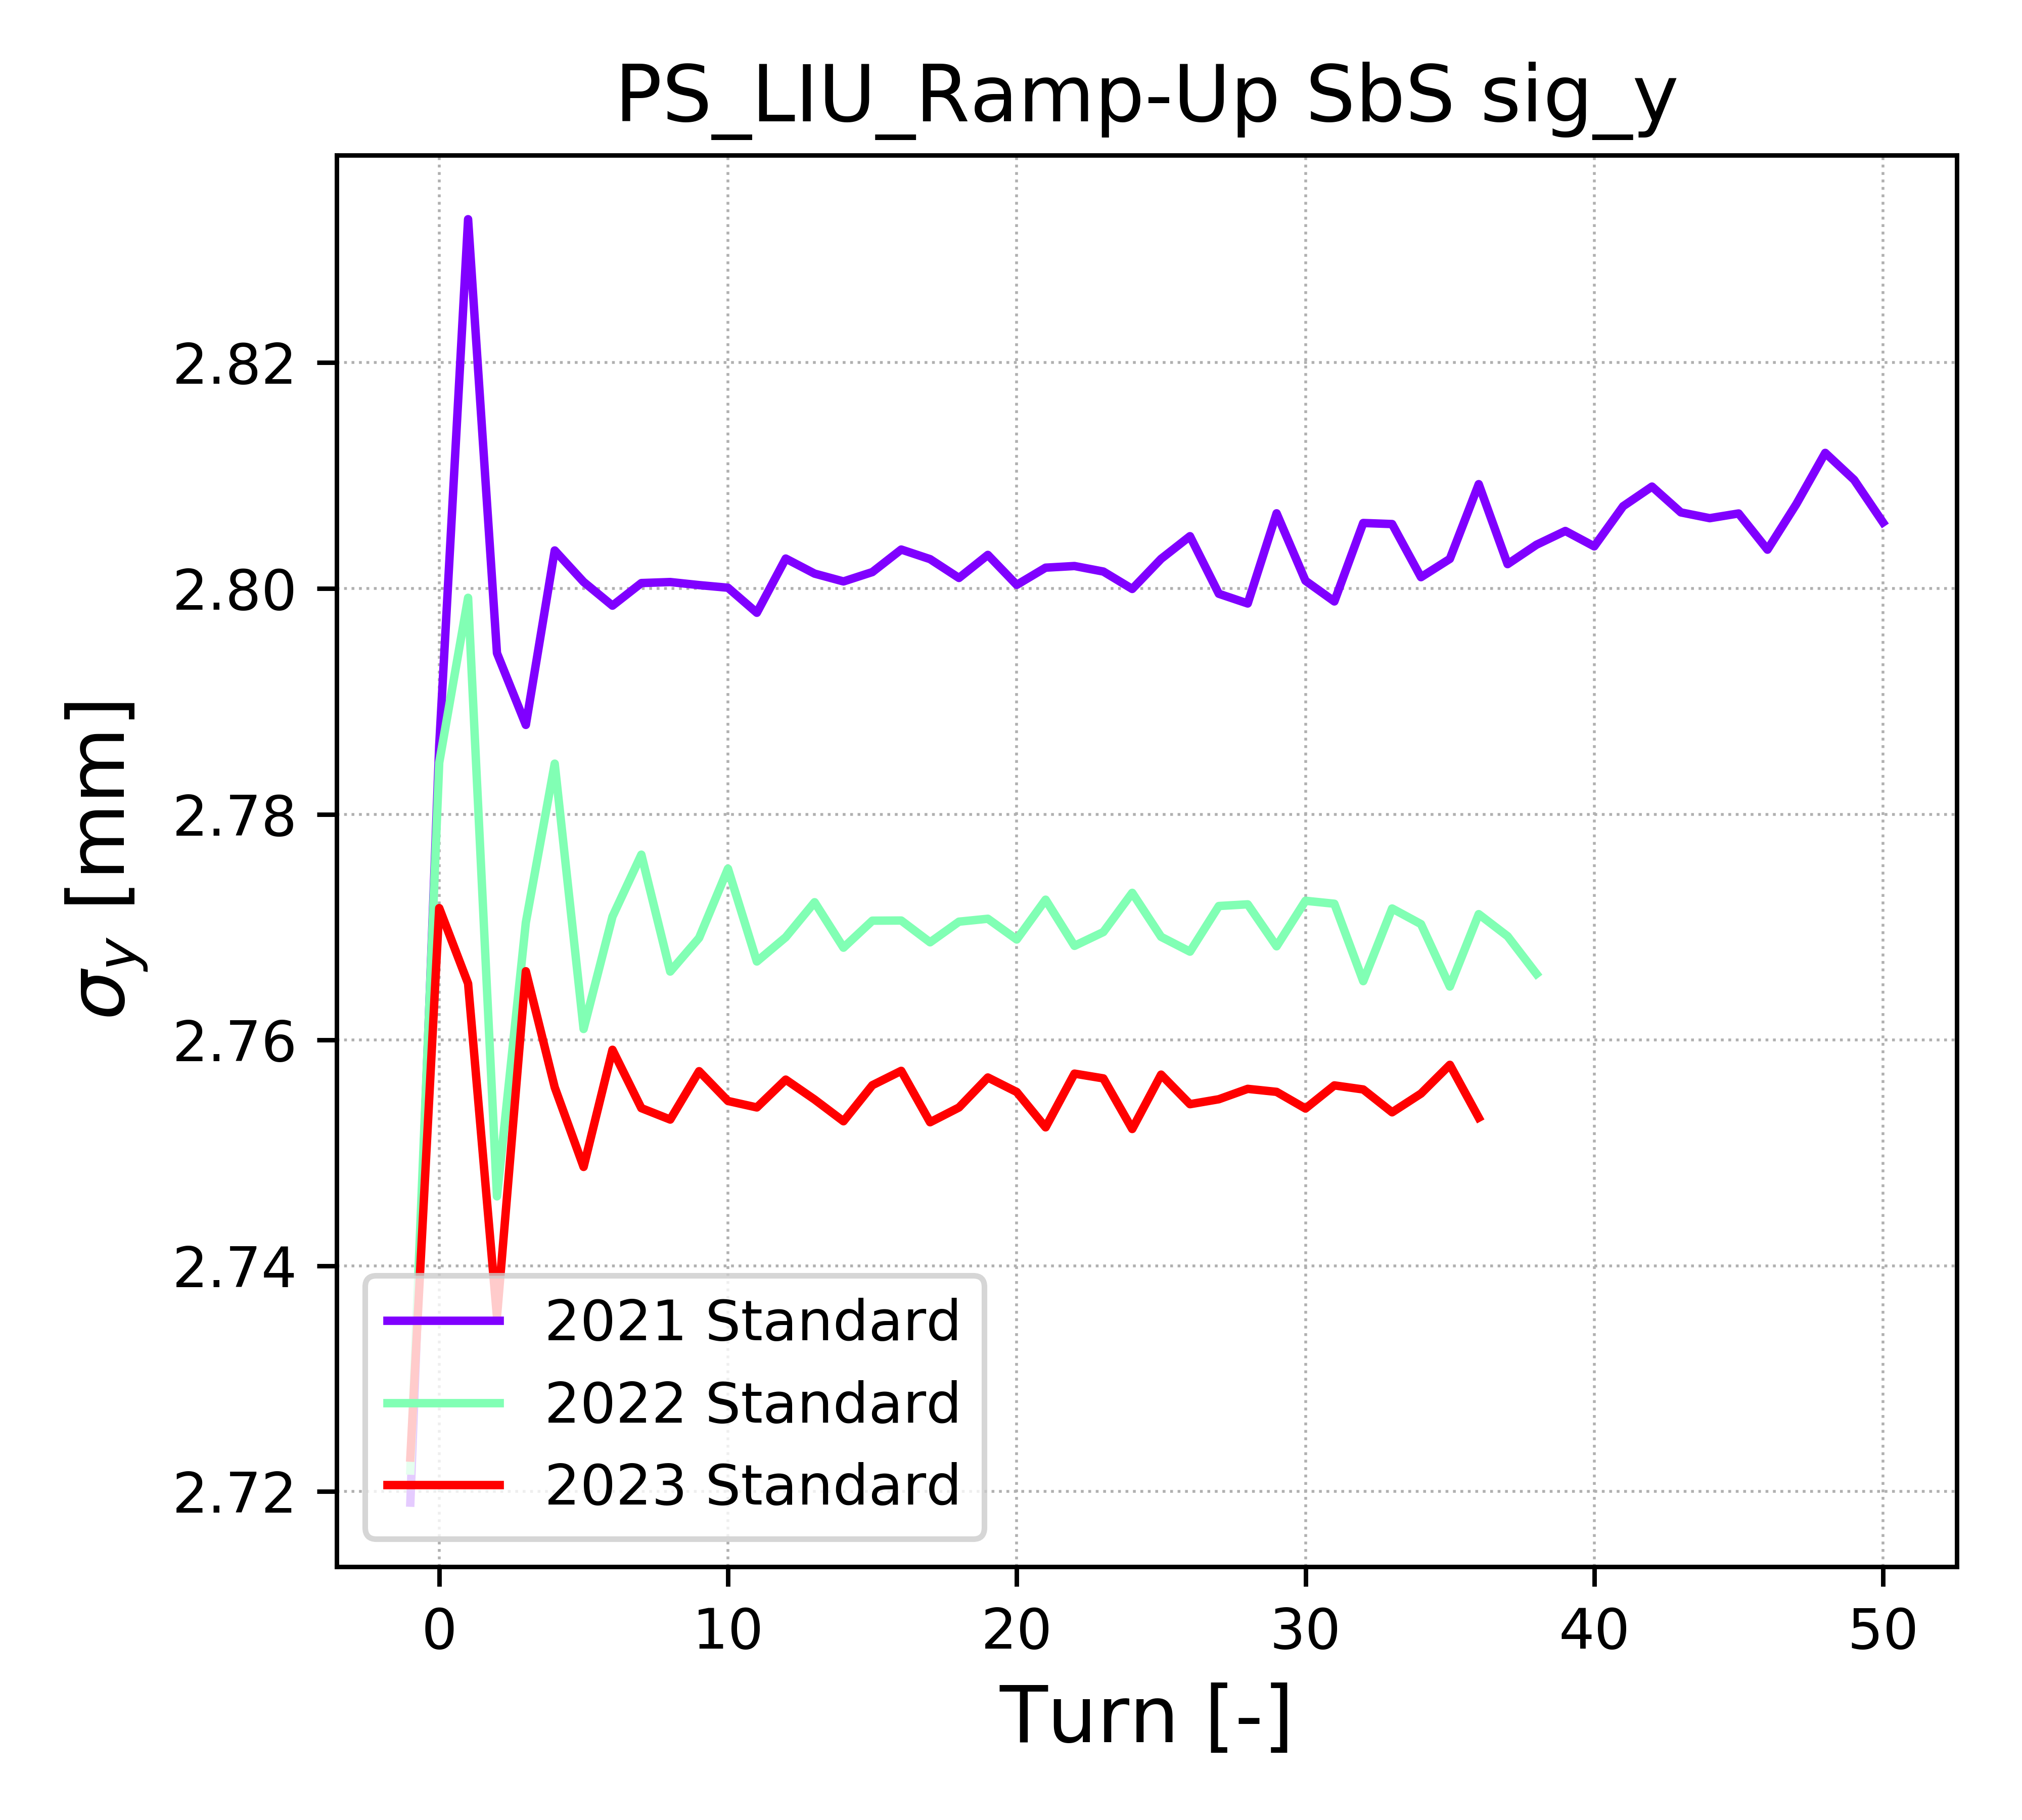 PS_LIU_Ramp-Up SbS sig_y
σy [mm]
2.82
2.80
2.78
2.76
2.74
2.72
2021 Standard
2022 Standard
2023 Standard
0 10 20 30 40 50
Turn [-]